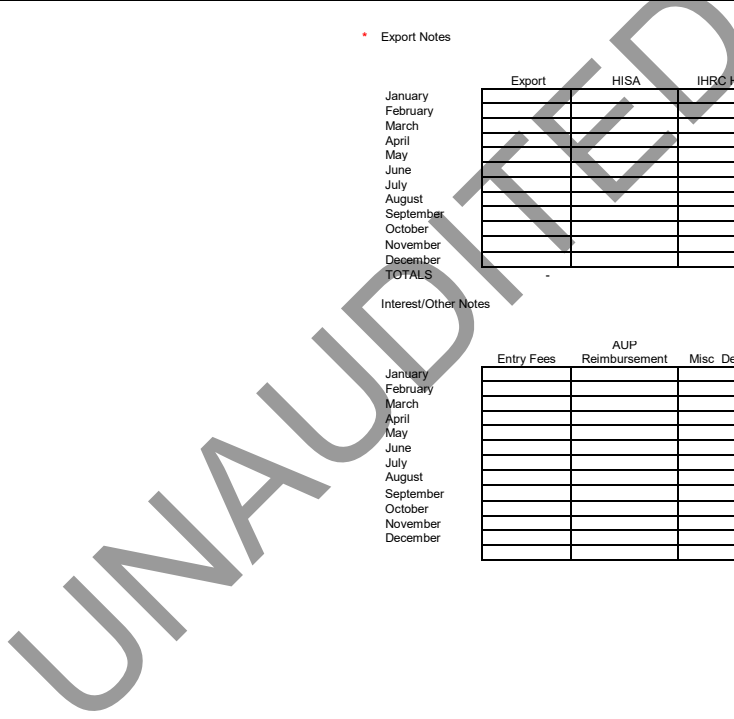 * Export Notes
Export HISA IHRC H
January
February
March
April
May
June
July
August
September
October
November
December
TOTALS -
Interest/Other Notes
AUP
Entry Fees Reimbursement Misc De
January
February
March
April
May
June
July
August
September
October
November
December
UNAUDITED